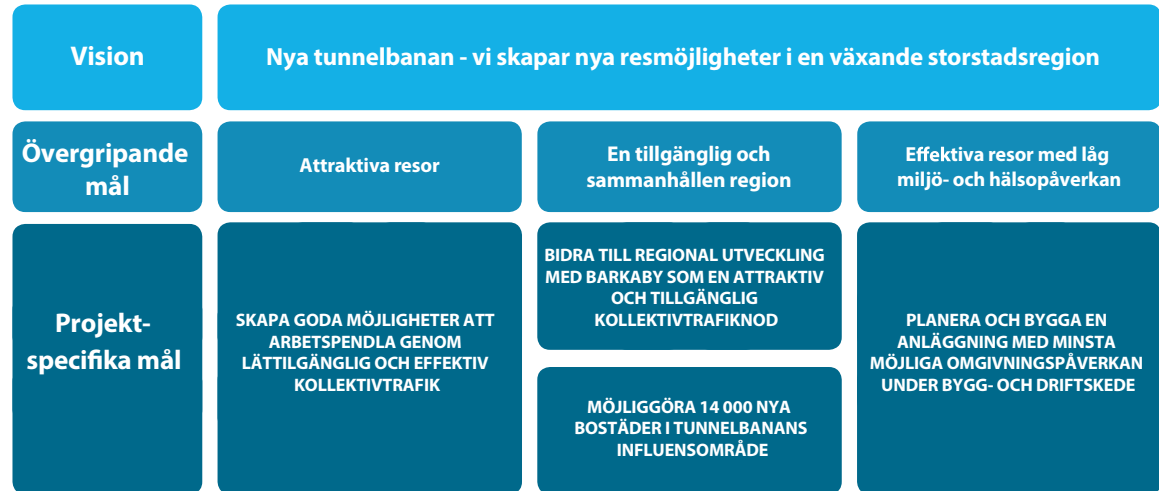 Vision
Nya tunnelbanan - vi skapar nya resmöjligheter i en växande storstadsregion
Övergripande
mål
Attraktiva resor
En tillgänglig och
sammanhållen region
Effektiva resor med låg
miljö- och hälsopåverkan
Projekt-
specifika mål
SKAPA GODA MÖJLIGHETER ATT
ARBETSPENDLA GENOM
LÄTTILGÄNGLIG OCH EFFEKTIV
KOLLEKTIVTRAFIK
BIDRA TILL REGIONAL UTVECKLING
MED BARKABY SOM EN ATTRAKTIV
OCH TILLGÄNGLIG
KOLLEKTIVTRAFIKNOD
MÖJLIGGÖRA 14 000 NYA
BOSTÄDER I TUNNELBANANS
INFLUENSOMRÅDE
PLANERA OCH BYGGA EN
ANLÄGGNING MED MINSTA
MÖJLIGA OMGIVNINGSPÅVERKAN
UNDER BYGG- OCH DRIFTSKEDE